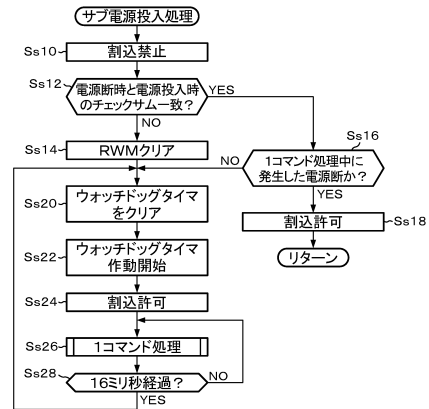 サブ電源投入処理
Ss10
割込禁止
Ss12
電源断時と電源投入時
のチェックサム一致？
YES
NO
Ss14
RWMクリア
Ss16
1コマンド処理中に
発生した電源断か？
NO
YES
Ss18
割込許可
リターン
Ss20
ウォッチドッグタイマ
をクリア
Ss22
ウォッチドッグタイマ
作動開始
Ss24
割込許可
Ss26
1コマンド処理
Ss28
16ミリ秒経過？
NO
YES